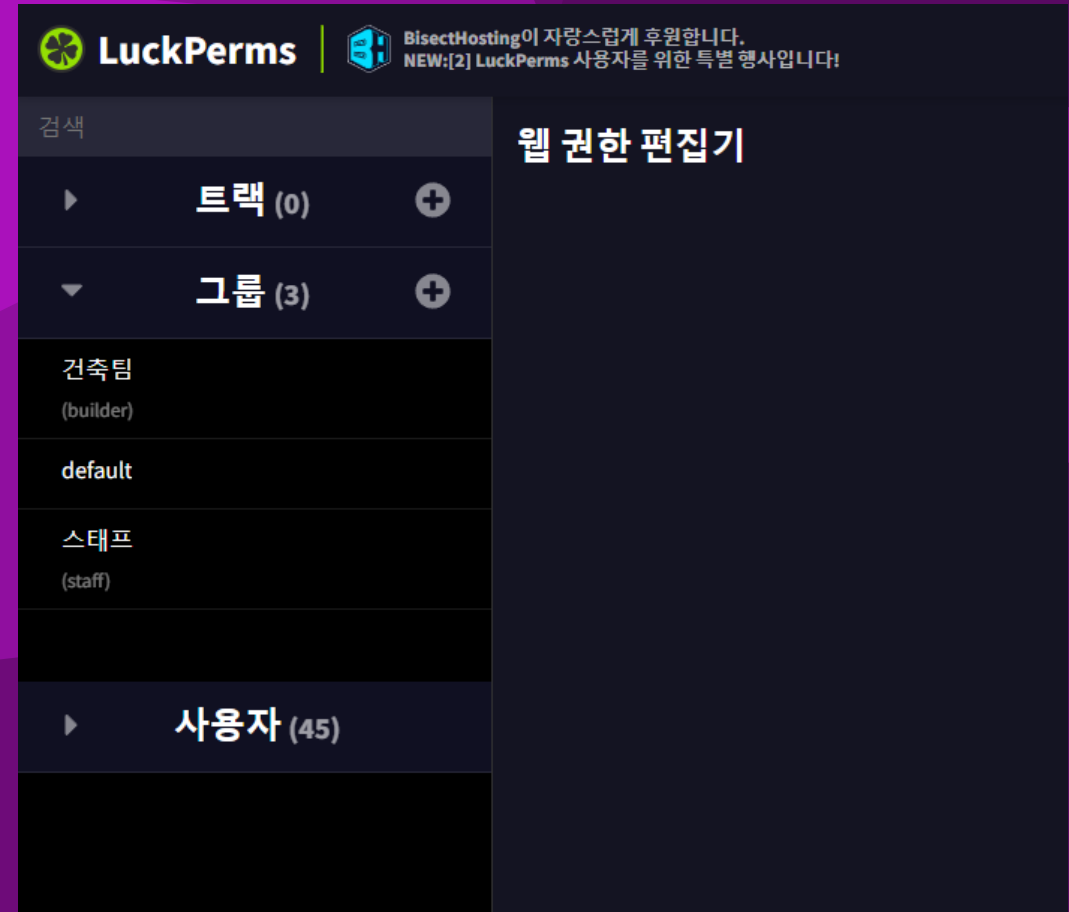 LuckPerms
BisectHosting이 자랑스럽게 후원합니다.
NEW:[2] LuckPerms 사용자를 위한 특별 행사입니다!
검색
웹 권한 편집기
트랙 (0)
그룹 (3)
건축팀
(builder)
default
스태프
(staff)
사용자 (45)